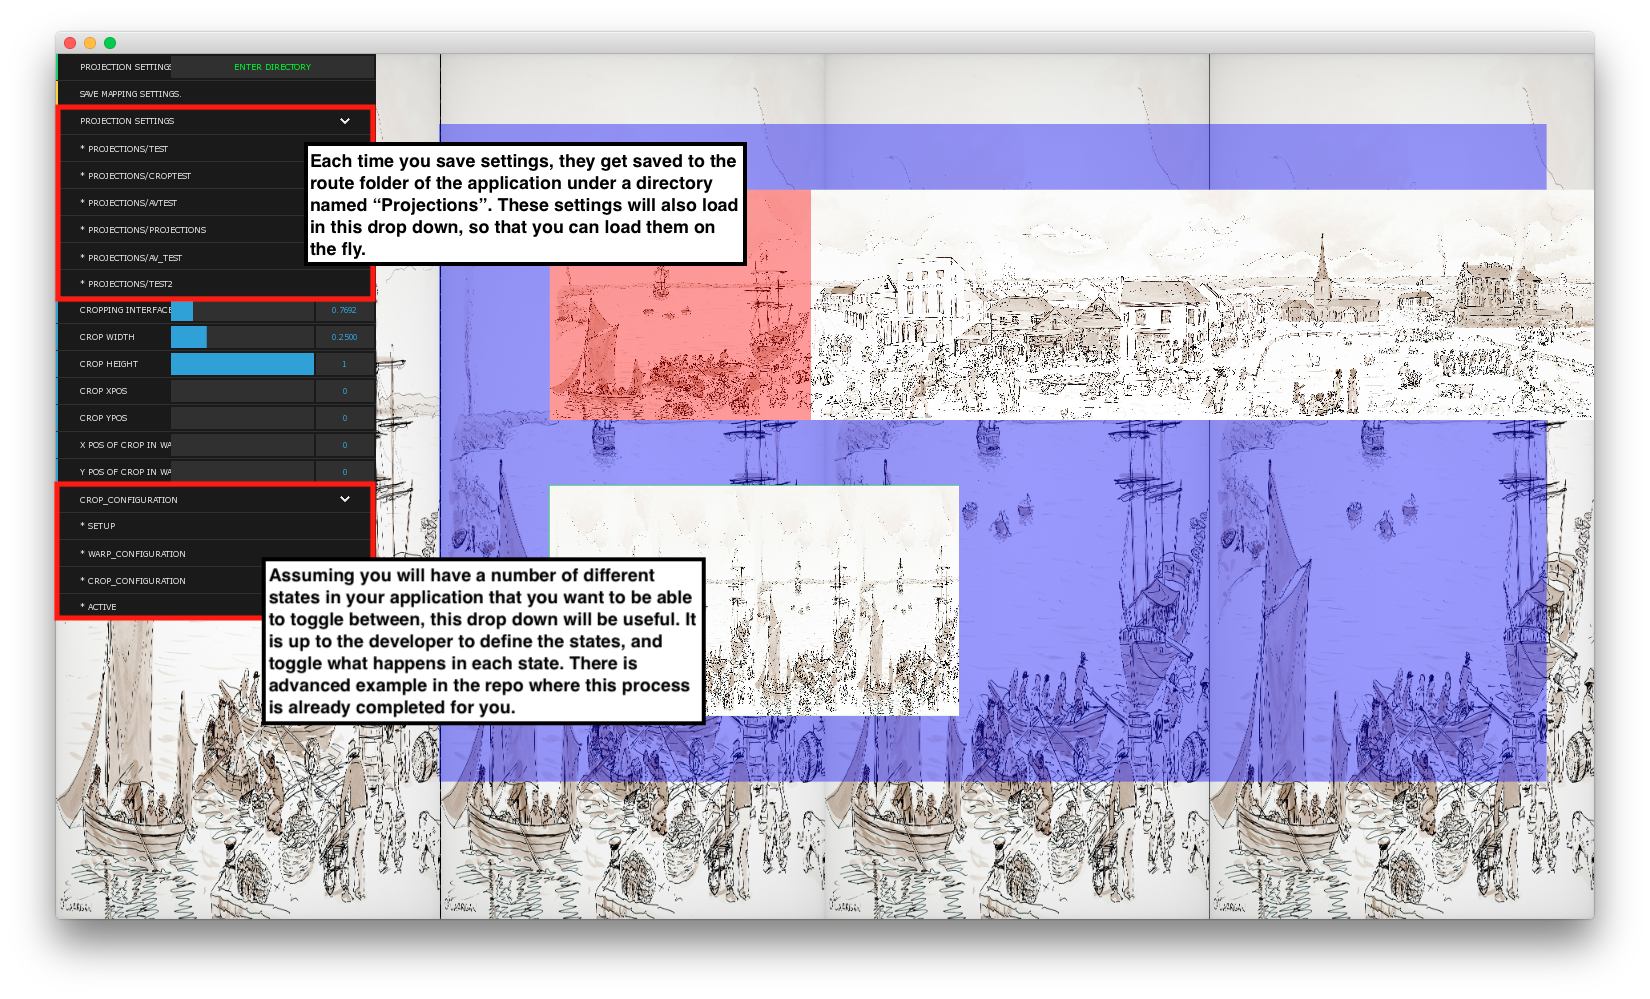 PROJECTION SETTINGS ENTER DIRECTORY
SAVE MAPPING SETTINGS.
PROJECTION SETTINGS
* PROJECTIONS/TEST
* PROJECTIONS/CROPTEST
* PROJECTIONS/AVTEST
* PROJECTIONS/PROJECTIONS
* PROJECTIONS/AV_TEST
* PROJECTIONS/TEST2
Each time you save settings, they get saved to the
route folder of the application under a directory
named “Projections”. These settings will also load
in this drop down, so that you can load them on
the fly.
CROPPING INTERFACE 0.7692
CROP WIDTH 0.2500
CROP HEIGHT 1
CROP XPOS 0
CROP YPOS 0
X POS OF CROP IN WA 0
Y POS OF CROP IN WA 0
CROP_CONFIGURATION
* SETUP
* WARP_CONFIGURATION
* CROP_CONFIGURATION
* ACTIVE
Assuming you will have a number of different
states in your application that you want to be able
to toggle between, this drop down will be useful. It
is up to the developer to define the states, and
toggle what happens in each state. There is
advanced example in the repo where this process
is already completed for you.